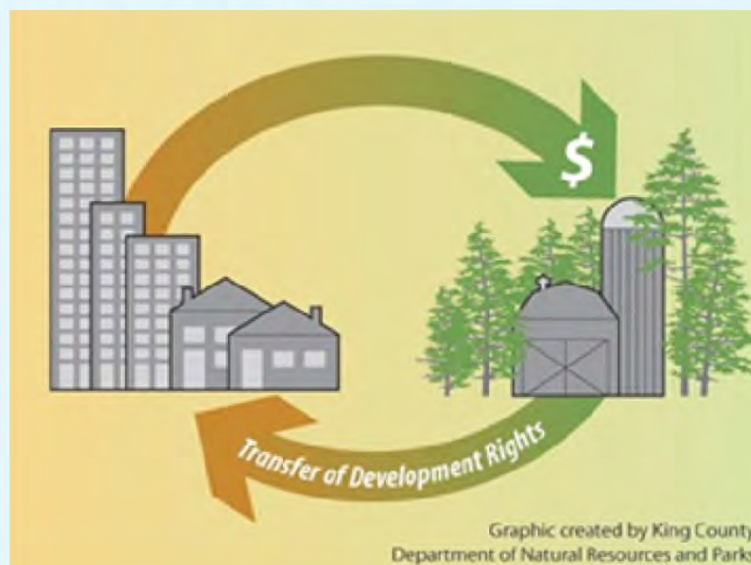 $
Transfer of Development Rights
Graphic created by King County
Department of Natural Resources and Parks